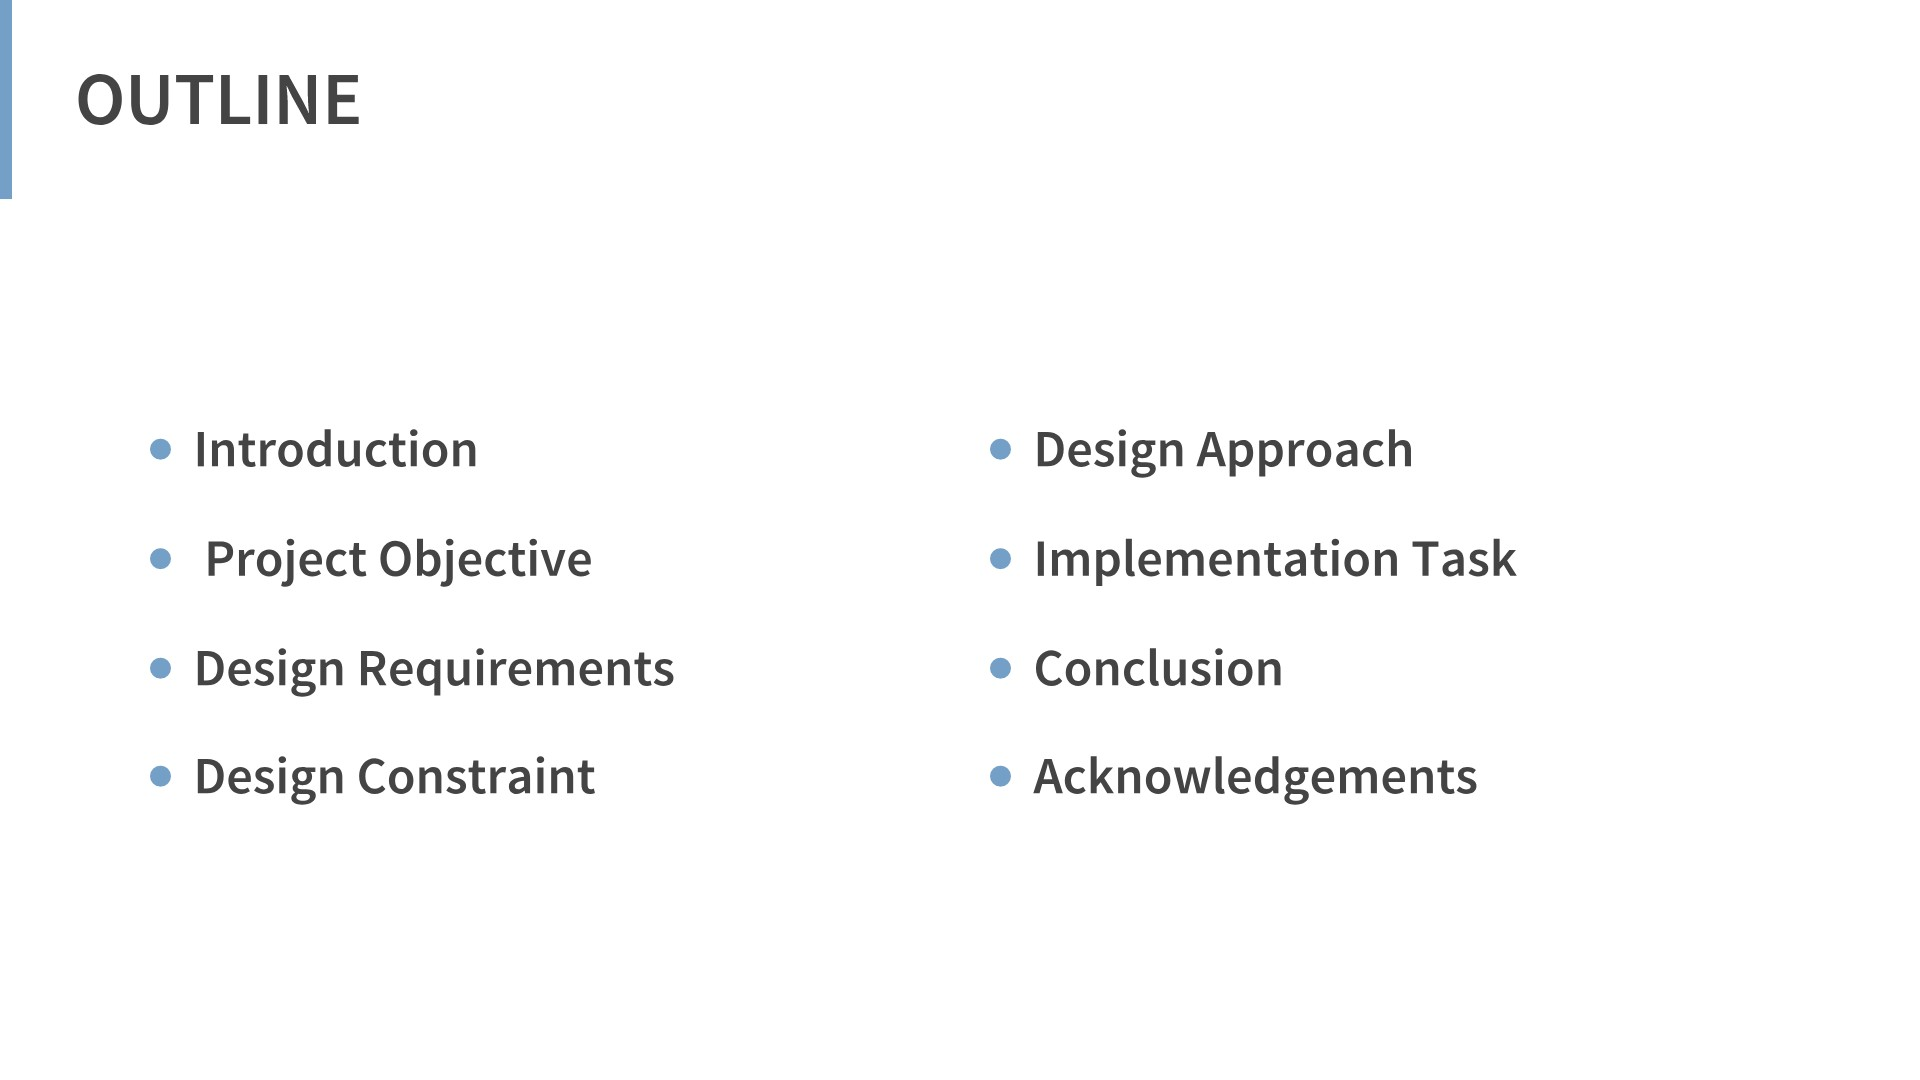 OUTLINE
Introduction
Project Objective
Design Requirements
Design Constraint
Design Approach
Implementation Task
Conclusion
Acknowledgements